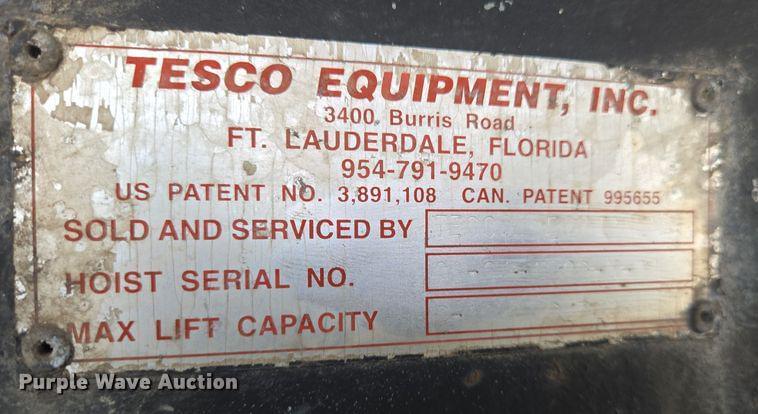 TESCO EQUIPMENT, INC.
3400 Burris Road
FT. LAUDERDALE, FLORIDA
954-791-9470
US PATENT NO. 3,891,108 CAN. PATENT 995655
SOLD AND SERVICED BY
HOIST SERIAL NO.
MAX LIFT CAPACITY
Purple Wave Auction